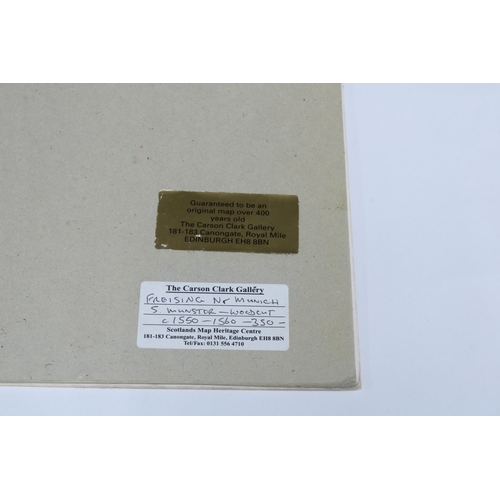 Guaranteed to be an
original map over 400
years old
The Carson Clark Gallery
181-183 Canongate, Royal Mile
EDINBURGH EH8 8BN
The Carson Clark Gallery
FREISING Nr MUNICH
S MUNSTOR - WOODCUT
c 1550 - 1560 - 350 -
Scotlands Map Heritage Centre
181-183 Canongate, Royal Mile, Edinburgh EH8 8BN
Tel/Fax: 0131 556 4710